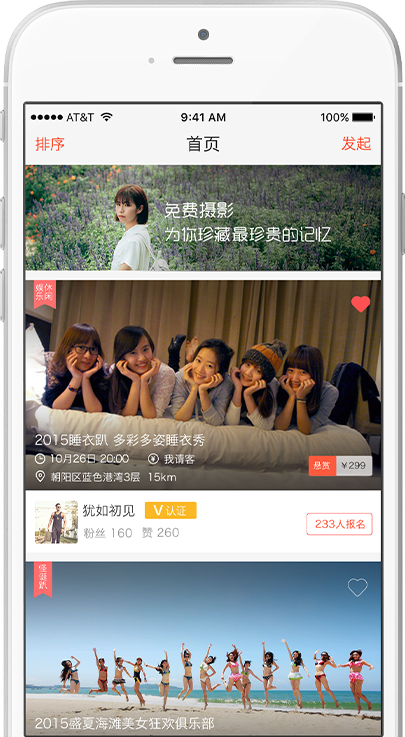 AT&T 9:41 AM 100%
排序 首页 发起
免费摄影
为你珍藏最珍贵的记忆
娱乐休闲
2015睡衣趴 多彩多姿睡衣秀
10月26日 20:00 我请客
朝阳区蓝色港湾3层 15km
悬赏 ￥299
犹如初见 V 认证
粉丝 160 赞 260
233人报名
怪诞趴
2015盛夏海滩美女狂欢俱乐部